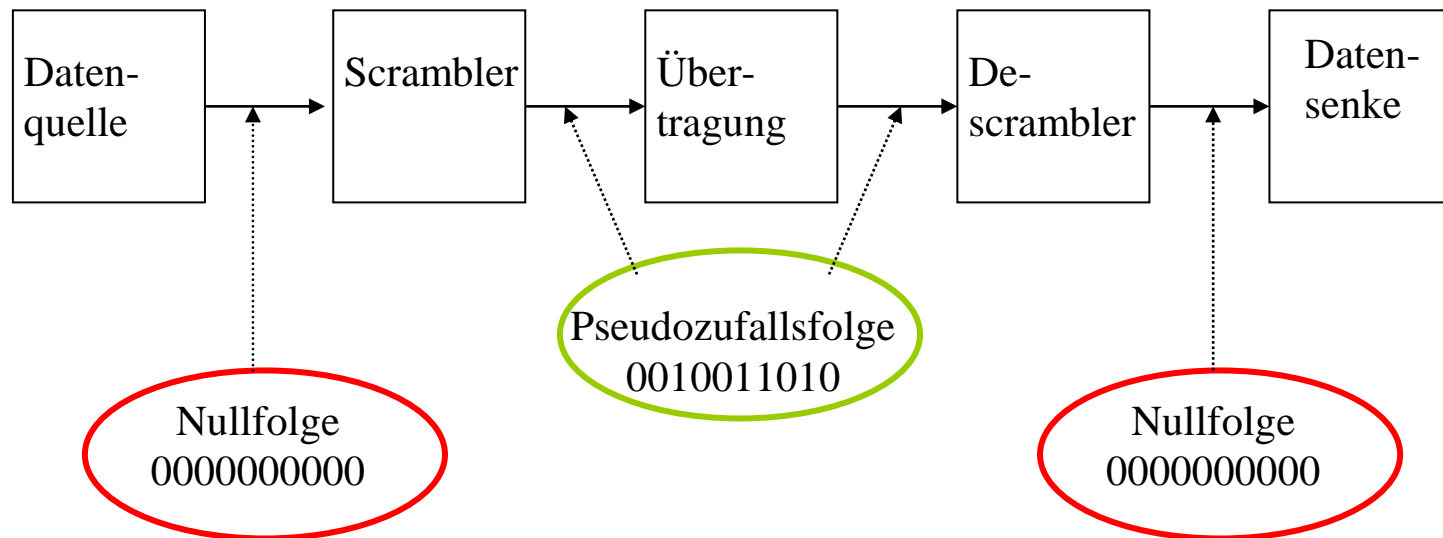 Daten-
quelle
Scrambler
Über-
tragung
De-
scrambler
Daten-
senke
Pseudozufallsfolge
0010011010
Nullfolge
0000000000
Nullfolge
0000000000